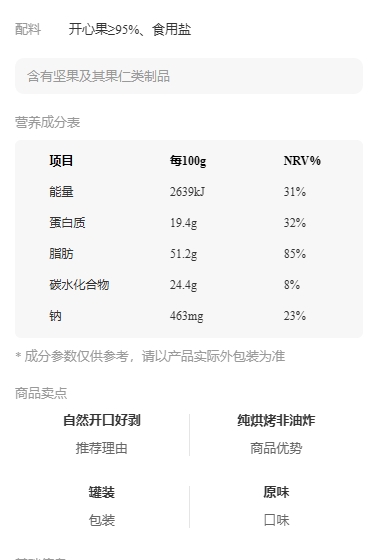 配料 开心果≥95%、食用盐
含有坚果及其果仁类制品
营养成分表
项目 每100g NRV%
能量 2639kJ 31%
蛋白质 19.4g 32%
脂肪 51.2g 85%
碳水化合物 24.4g 8%
钠 463mg 23%
* 成分参数仅供参考，请以产品实际外包装为准
商品卖点
自然开口好剥 纯烘烤非油炸
推荐理由 商品优势
罐装 原味
包装 口味